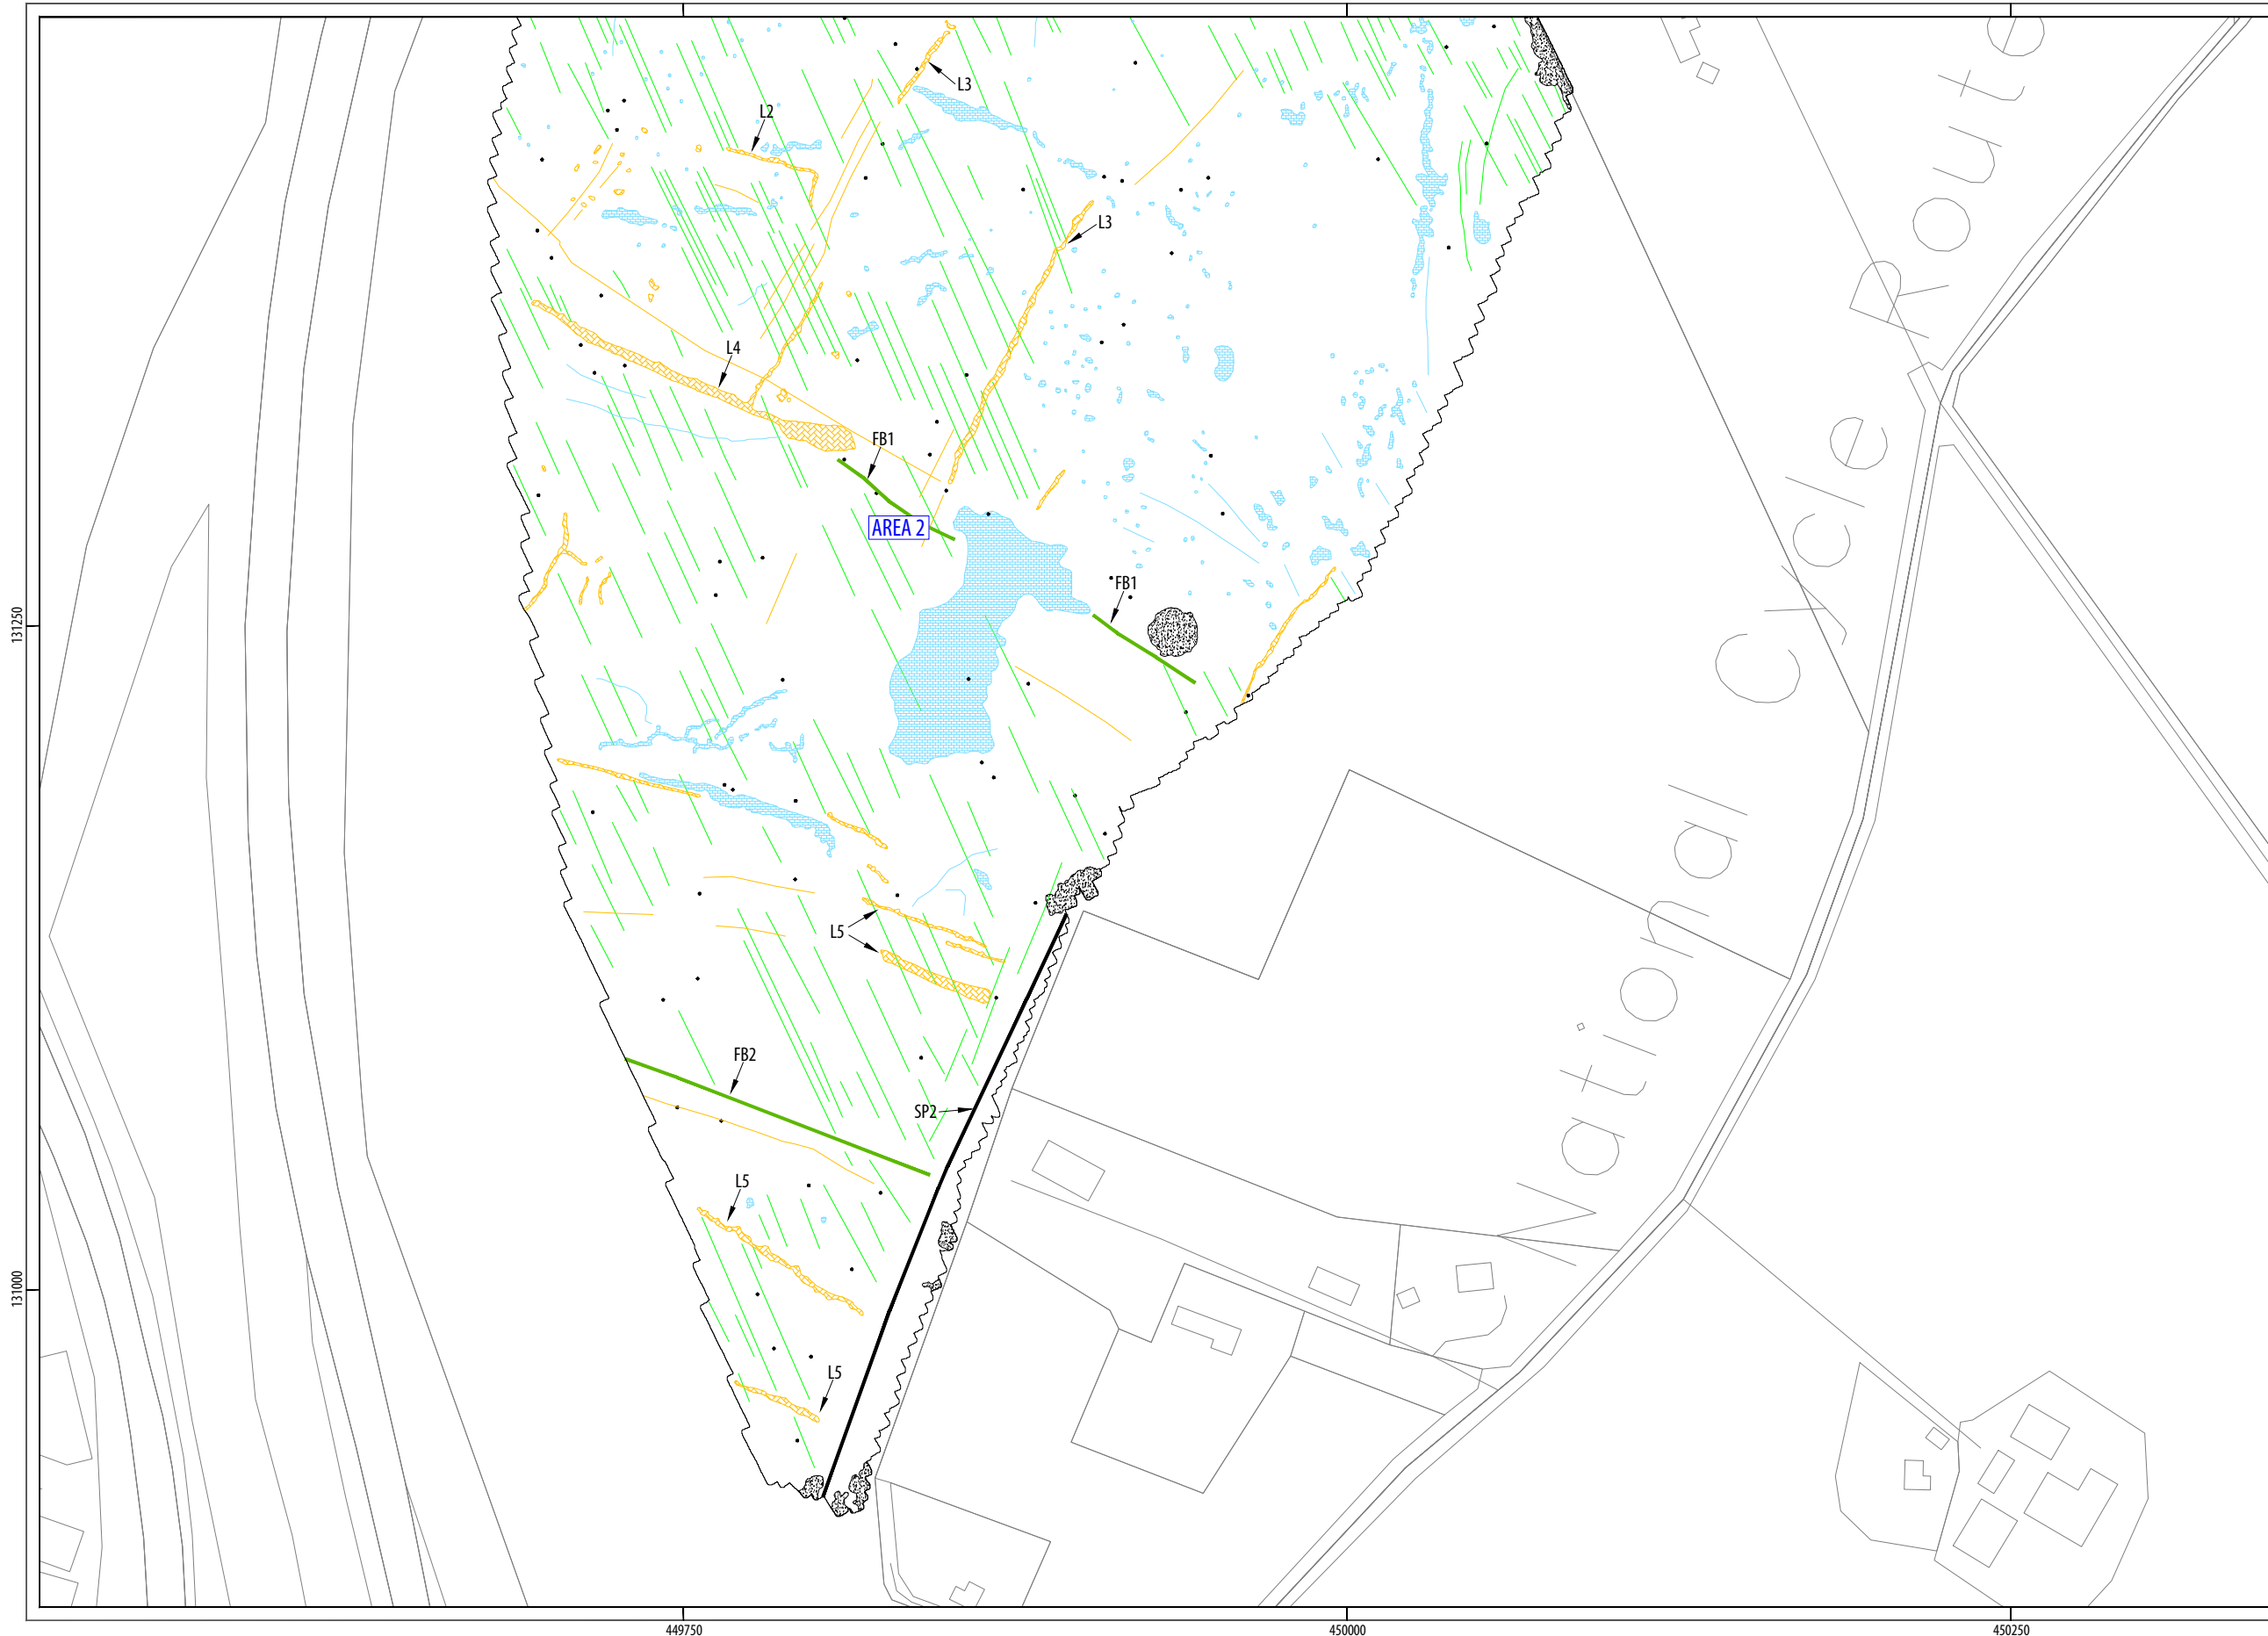 L3
L2
L3
L4
FB1
AREA 2
FB1
L5
FB2
SP2
L5
L5
National Cycle Route
131250
131000
449750
450000
450250